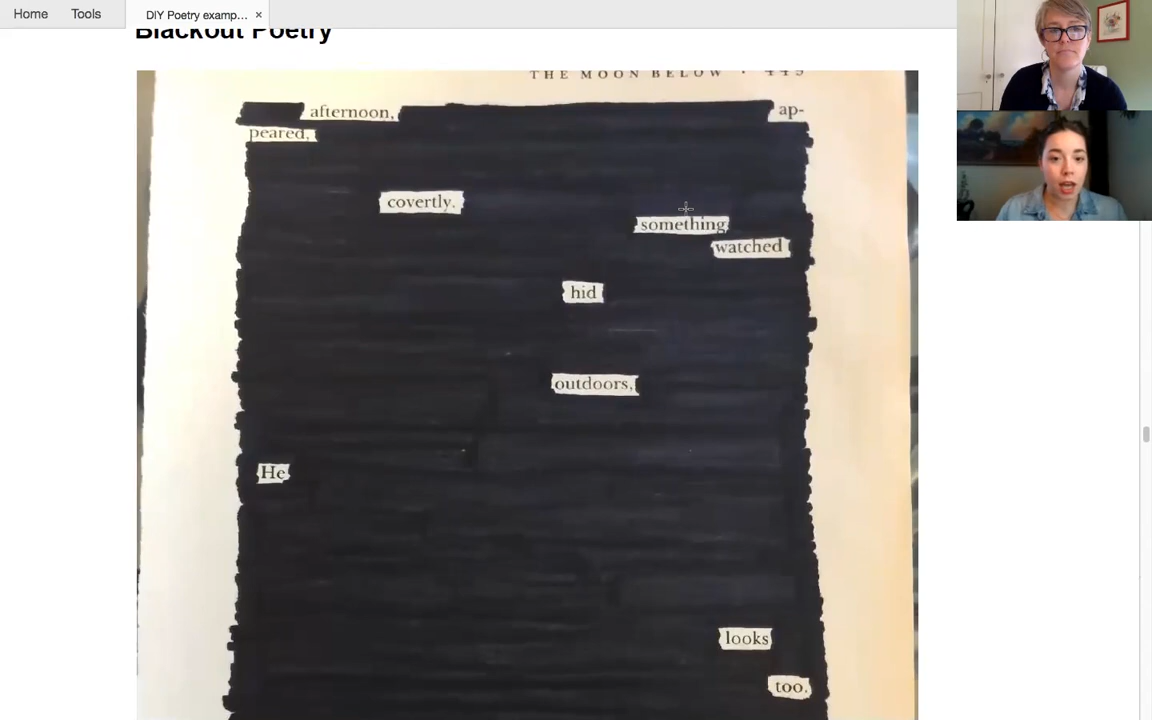 Home Tools DIY Poetry examp... ×
Blackout Poetry
THE MOON BELOW · 445
afternoon, ap-
peared,
covertly.
something
watched
hid
outdoors,
He
looks
too.